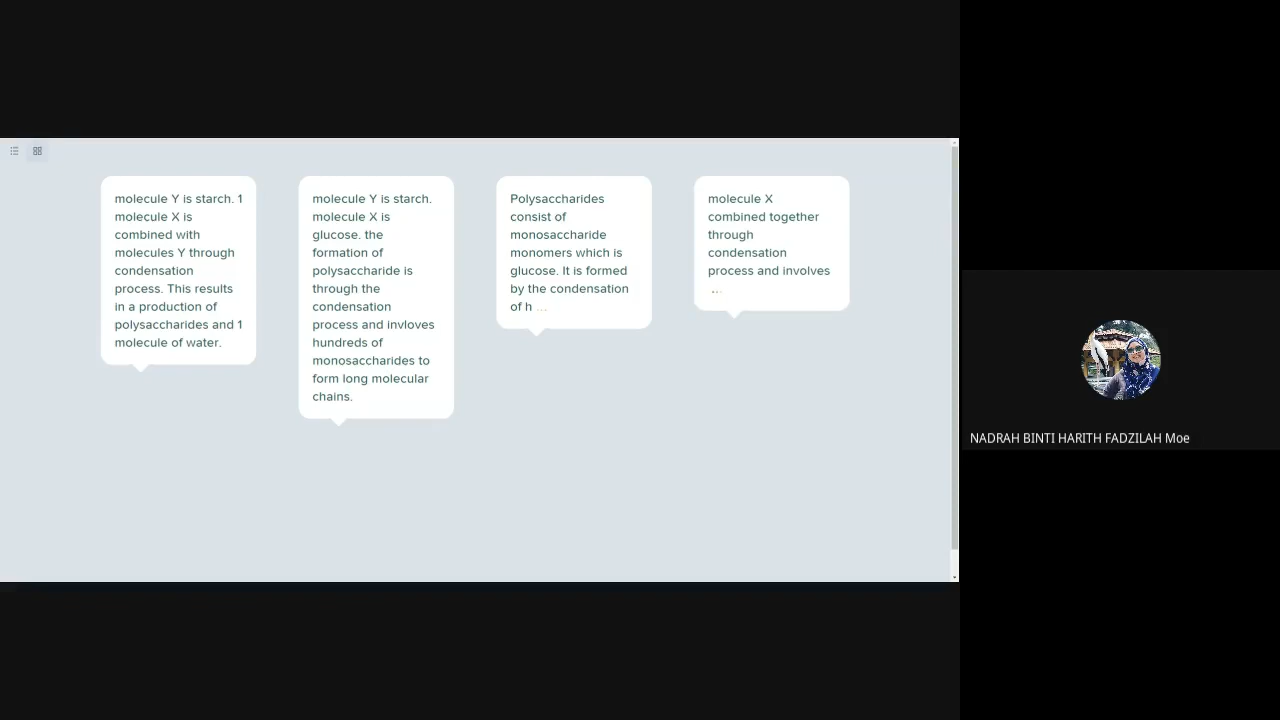 molecule Y is starch. 1
molecule X is
combined with
molecules Y through
condensation
process. This results
in a production of
polysaccharides and 1
molecule of water.
molecule Y is starch.
molecule X is
glucose. the
formation of
polysaccharide is
through the
condensation
process and invloves
hundreds of
monosaccharides to
form long molecular
chains.
Polysaccharides
consist of
monosaccharide
monomers which is
glucose. It is formed
by the condensation
of h ...
molecule X
combined together
through
condensation
process and involves
...
NADRAH BINTI HARITH FADZILAH Moe